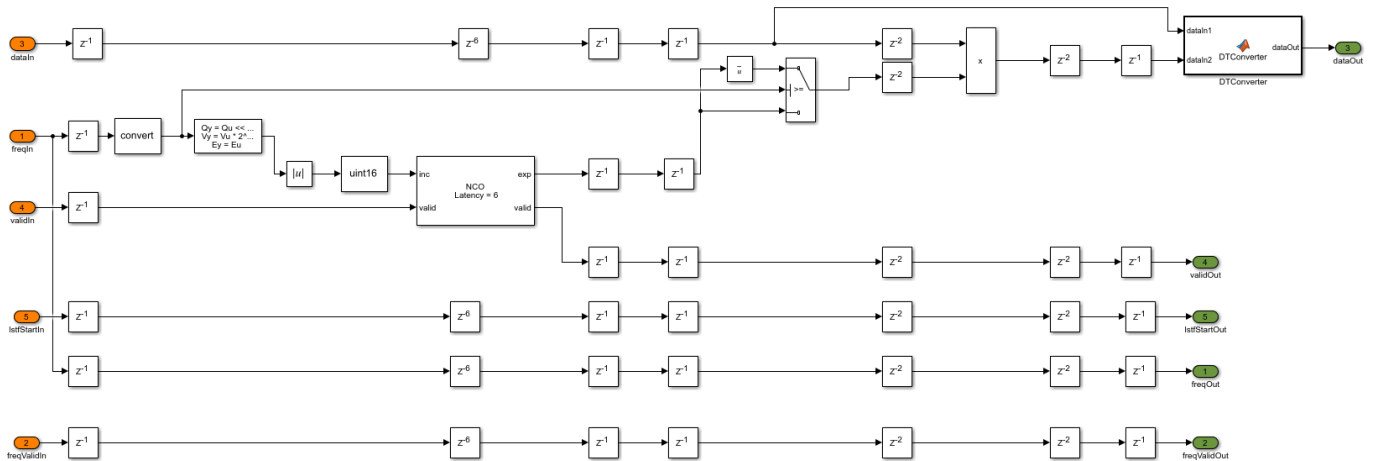 z-1
z-6
z-1
z-1
z-2
x
z-2
z-1
dataIn1
dataIn2
dataOut
DTConverter
DTConverter
3
dataOut
3
dataIn
u
>=
z-2
1
freqIn
z-1
convert
Qy = Qu << ...
Vy = Vu * 2^...
Ey = Eu
|u|
uint16
inc
valid
NCO
Latency = 6
exp
valid
z-1
z-1
4
validIn
z-1
z-1
z-1
z-2
z-2
z-1
4
validOut
5
lstfStartIn
z-1
z-6
z-1
z-1
z-2
z-2
z-1
5
lstfStartOut
z-1
z-6
z-1
z-1
z-2
z-2
z-1
1
freqOut
2
freqValidIn
z-1
z-6
z-1
z-1
z-2
z-2
z-1
2
freqValidOut